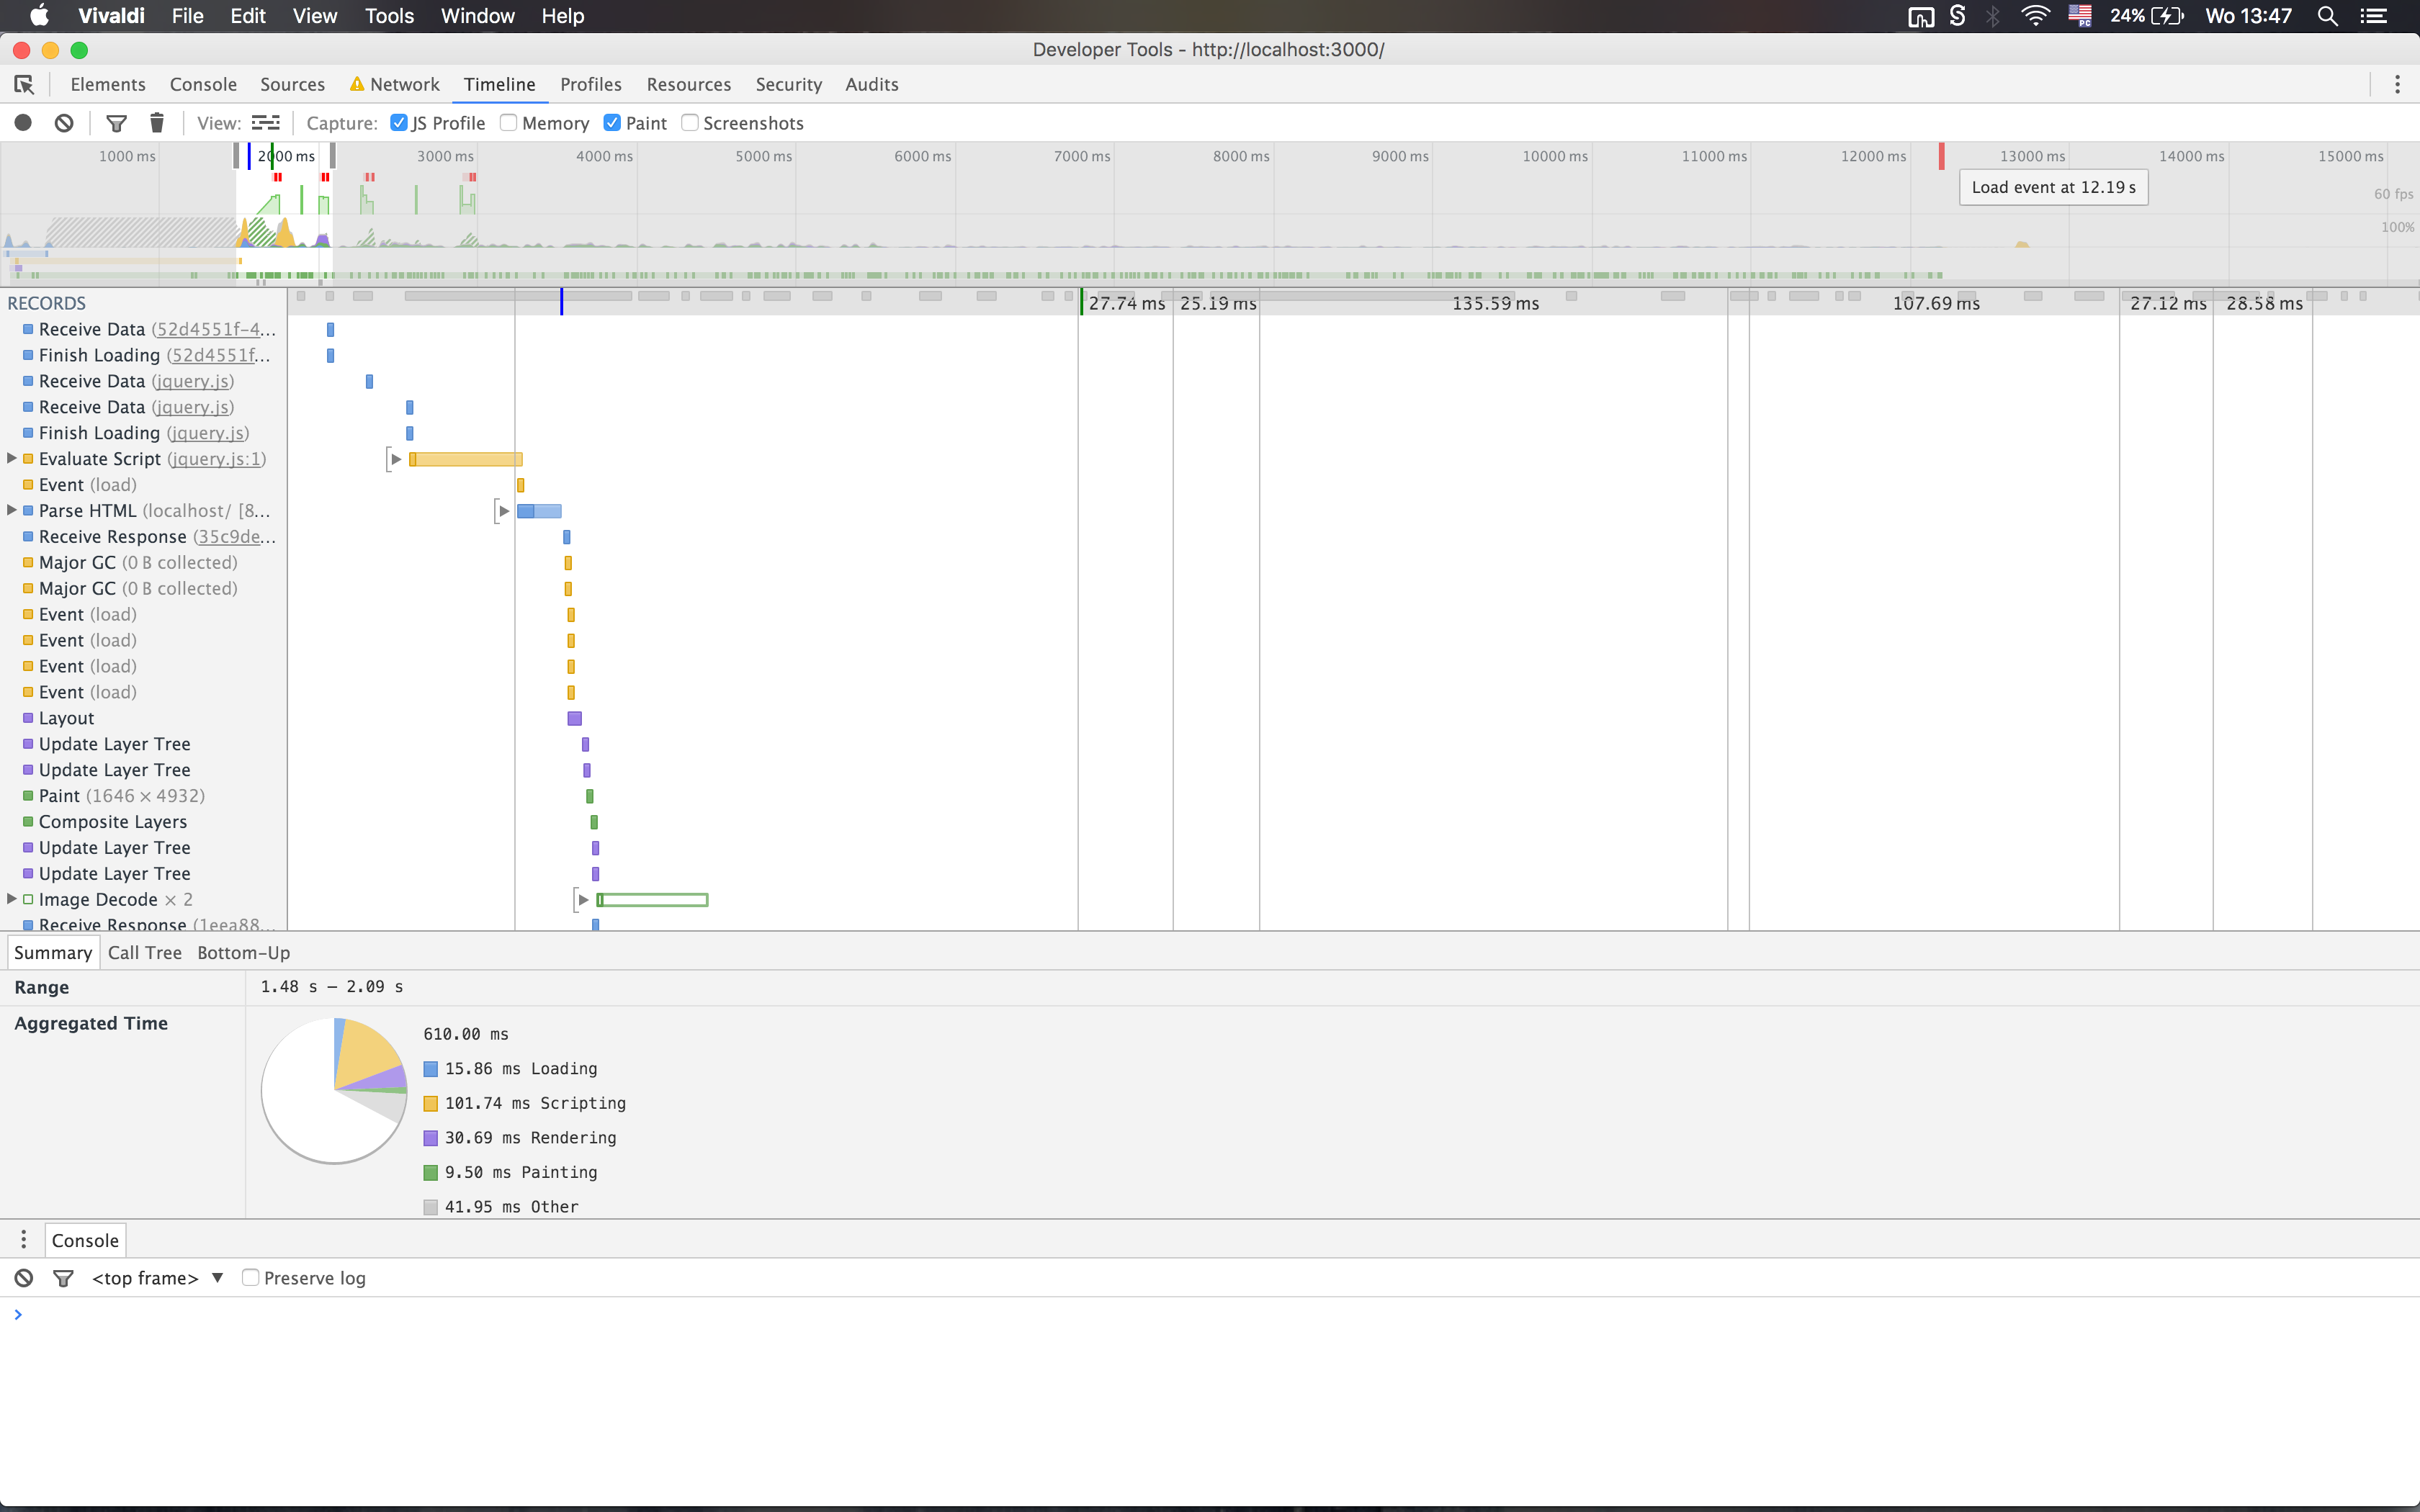 Vivaldi File Edit View Tools Window Help 24% Wo 13:47
Developer Tools - http://localhost:3000/
Elements Console Sources Network Timeline Profiles Resources Security Audits
View: Capture: JS Profile Memory Paint Screenshots
1000 ms 2000 ms 3000 ms 4000 ms 5000 ms 6000 ms 7000 ms 8000 ms 9000 ms 10000 ms 11000 ms 12000 ms 13000 ms 14000 ms 15000 ms
Load event at 12.19 s
60 fps
100%
RECORDS
27.74 ms 25.19 ms 135.59 ms 107.69 ms 27.12 ms 28.58 ms
Receive Data (52d4551f-4...
Finish Loading (52d4551f...
Receive Data (jquery.js)
Receive Data (jquery.js)
Finish Loading (jquery.js)
Evaluate Script (jquery.js:1)
Event (load)
Parse HTML (localhost/ [8...
Receive Response (35c9de...
Major GC (0 B collected)
Major GC (0 B collected)
Event (load)
Event (load)
Event (load)
Event (load)
Layout
Update Layer Tree
Update Layer Tree
Paint (1646 × 4932)
Composite Layers
Update Layer Tree
Update Layer Tree
Image Decode × 2
Receive Response (1eea88...
Summary Call Tree Bottom-Up
Range 1.48 s – 2.09 s
Aggregated Time
610.00 ms
15.86 ms Loading
101.74 ms Scripting
30.69 ms Rendering
9.50 ms Painting
41.95 ms Other
Console
<top frame> ▼ Preserve log
>